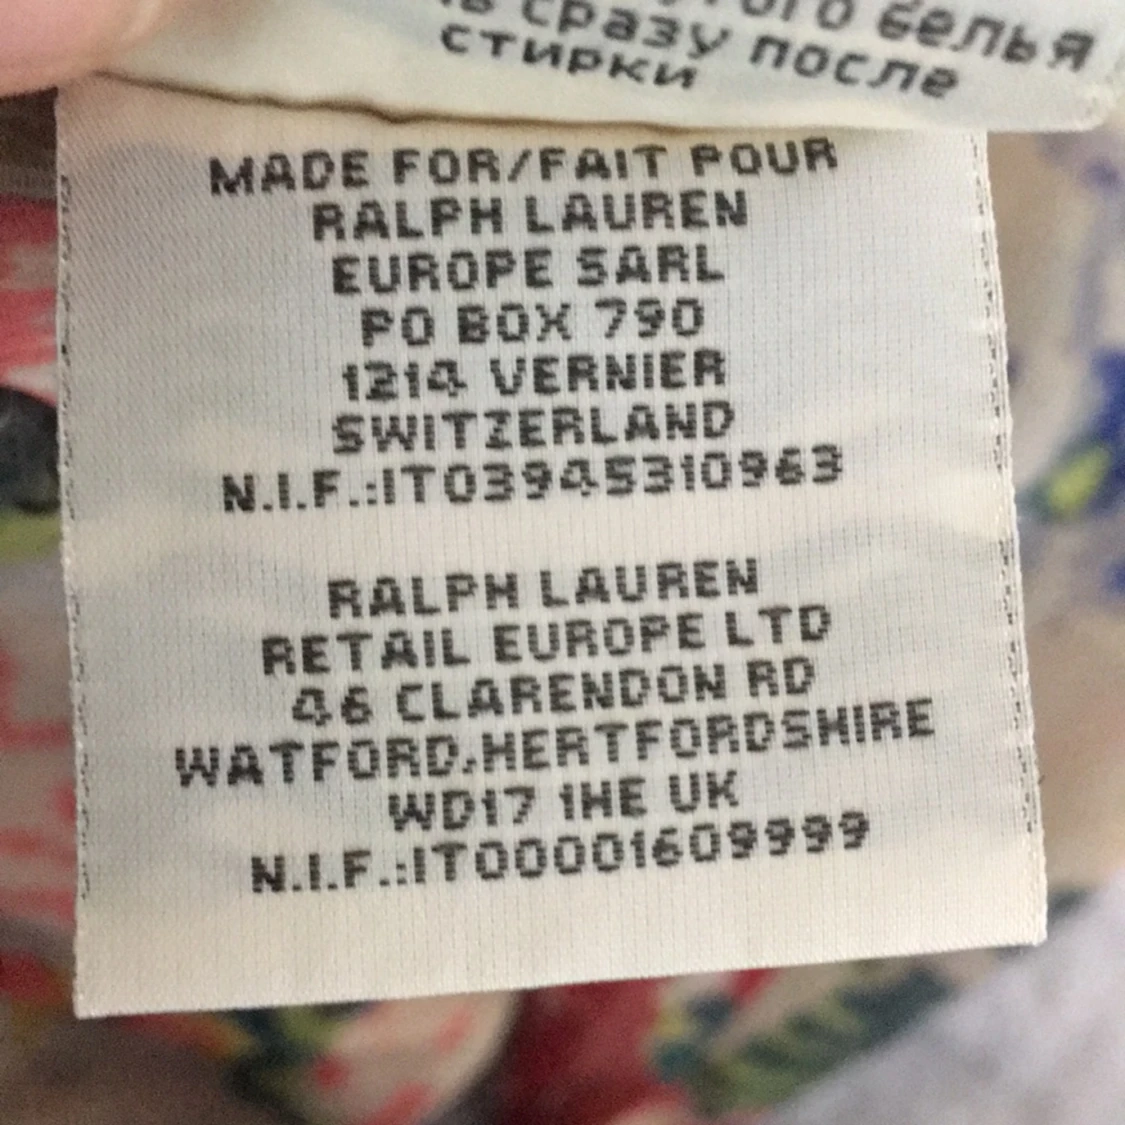 белья
сразу после
стирки
MADE FOR/FAIT POUR
RALPH LAUREN
EUROPE SARL
PO BOX 790
1214 VERNIER
SWITZERLAND
N.I.F.:IT03945310963
RALPH LAUREN
RETAIL EUROPE LTD
46 CLARENDON RD
WATFORD,HERTFORDSHIRE
WD17 1HE UK
N.I.F.:IT00001609999